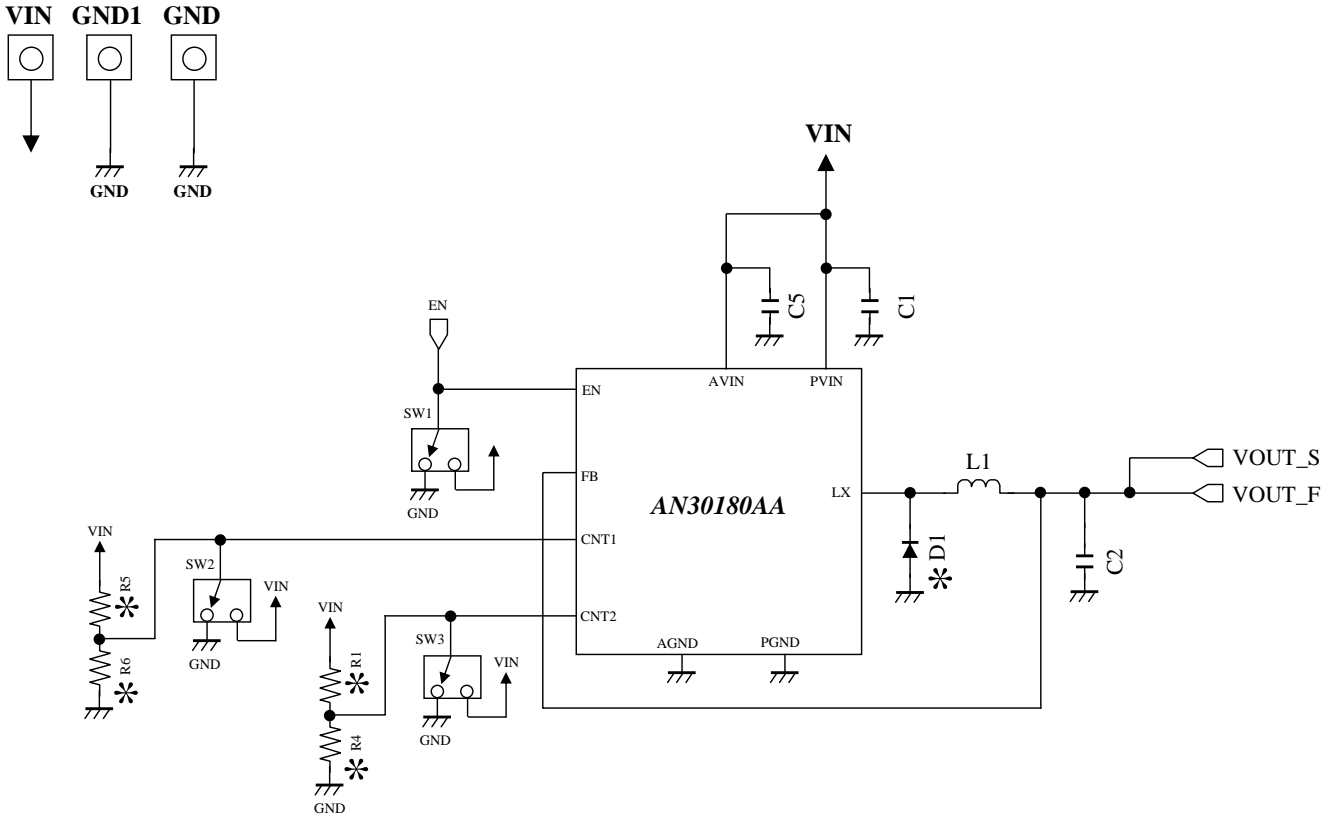 VIN GND1 GND
GND GND
VIN
C5
C1
EN
AVIN PVIN
EN
SW1
GND
FB
AN30180AA
LX
L1
VOUT_S
VOUT_F
D1
*
C2
VIN
R5
*
R6
*
SW2
VIN
GND
CNT1
CNT2
VIN
R1
*
R4
*
GND
SW3
VIN
GND
AGND PGND